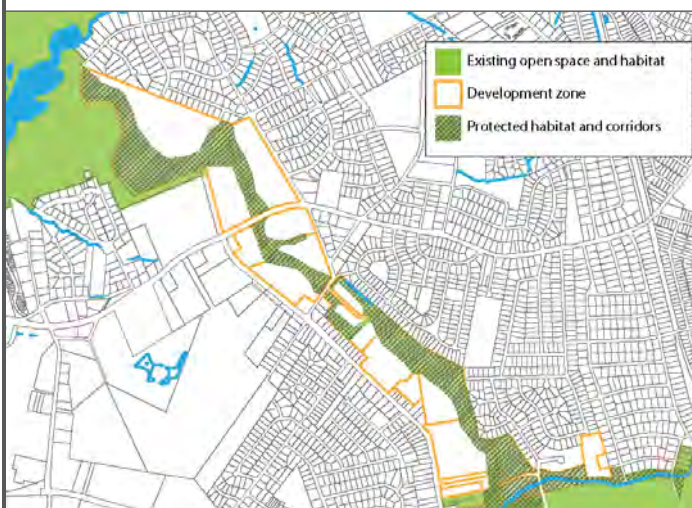 Existing open space and habitat
Development zone
Protected habitat and corridors